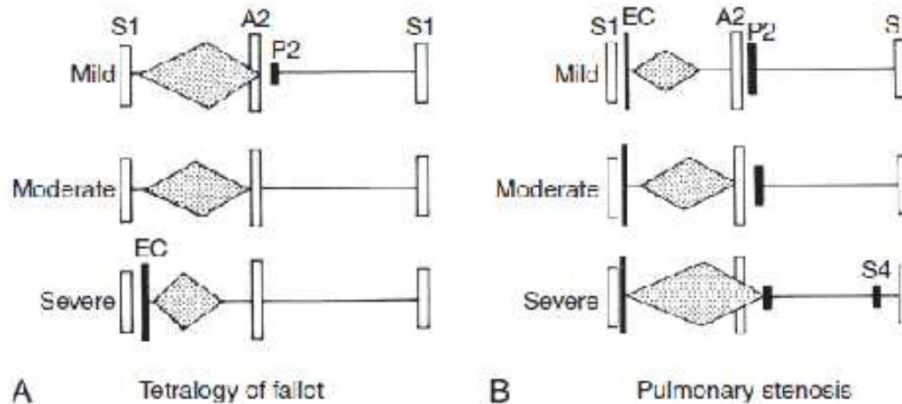 S1 A2 P2 S1
Mild
Moderate
EC
Severe
A Tetralogy of fallot
S1 EC A2 P2 S
Mild
Moderate
S4
Severe
B Pulmonary stenosis